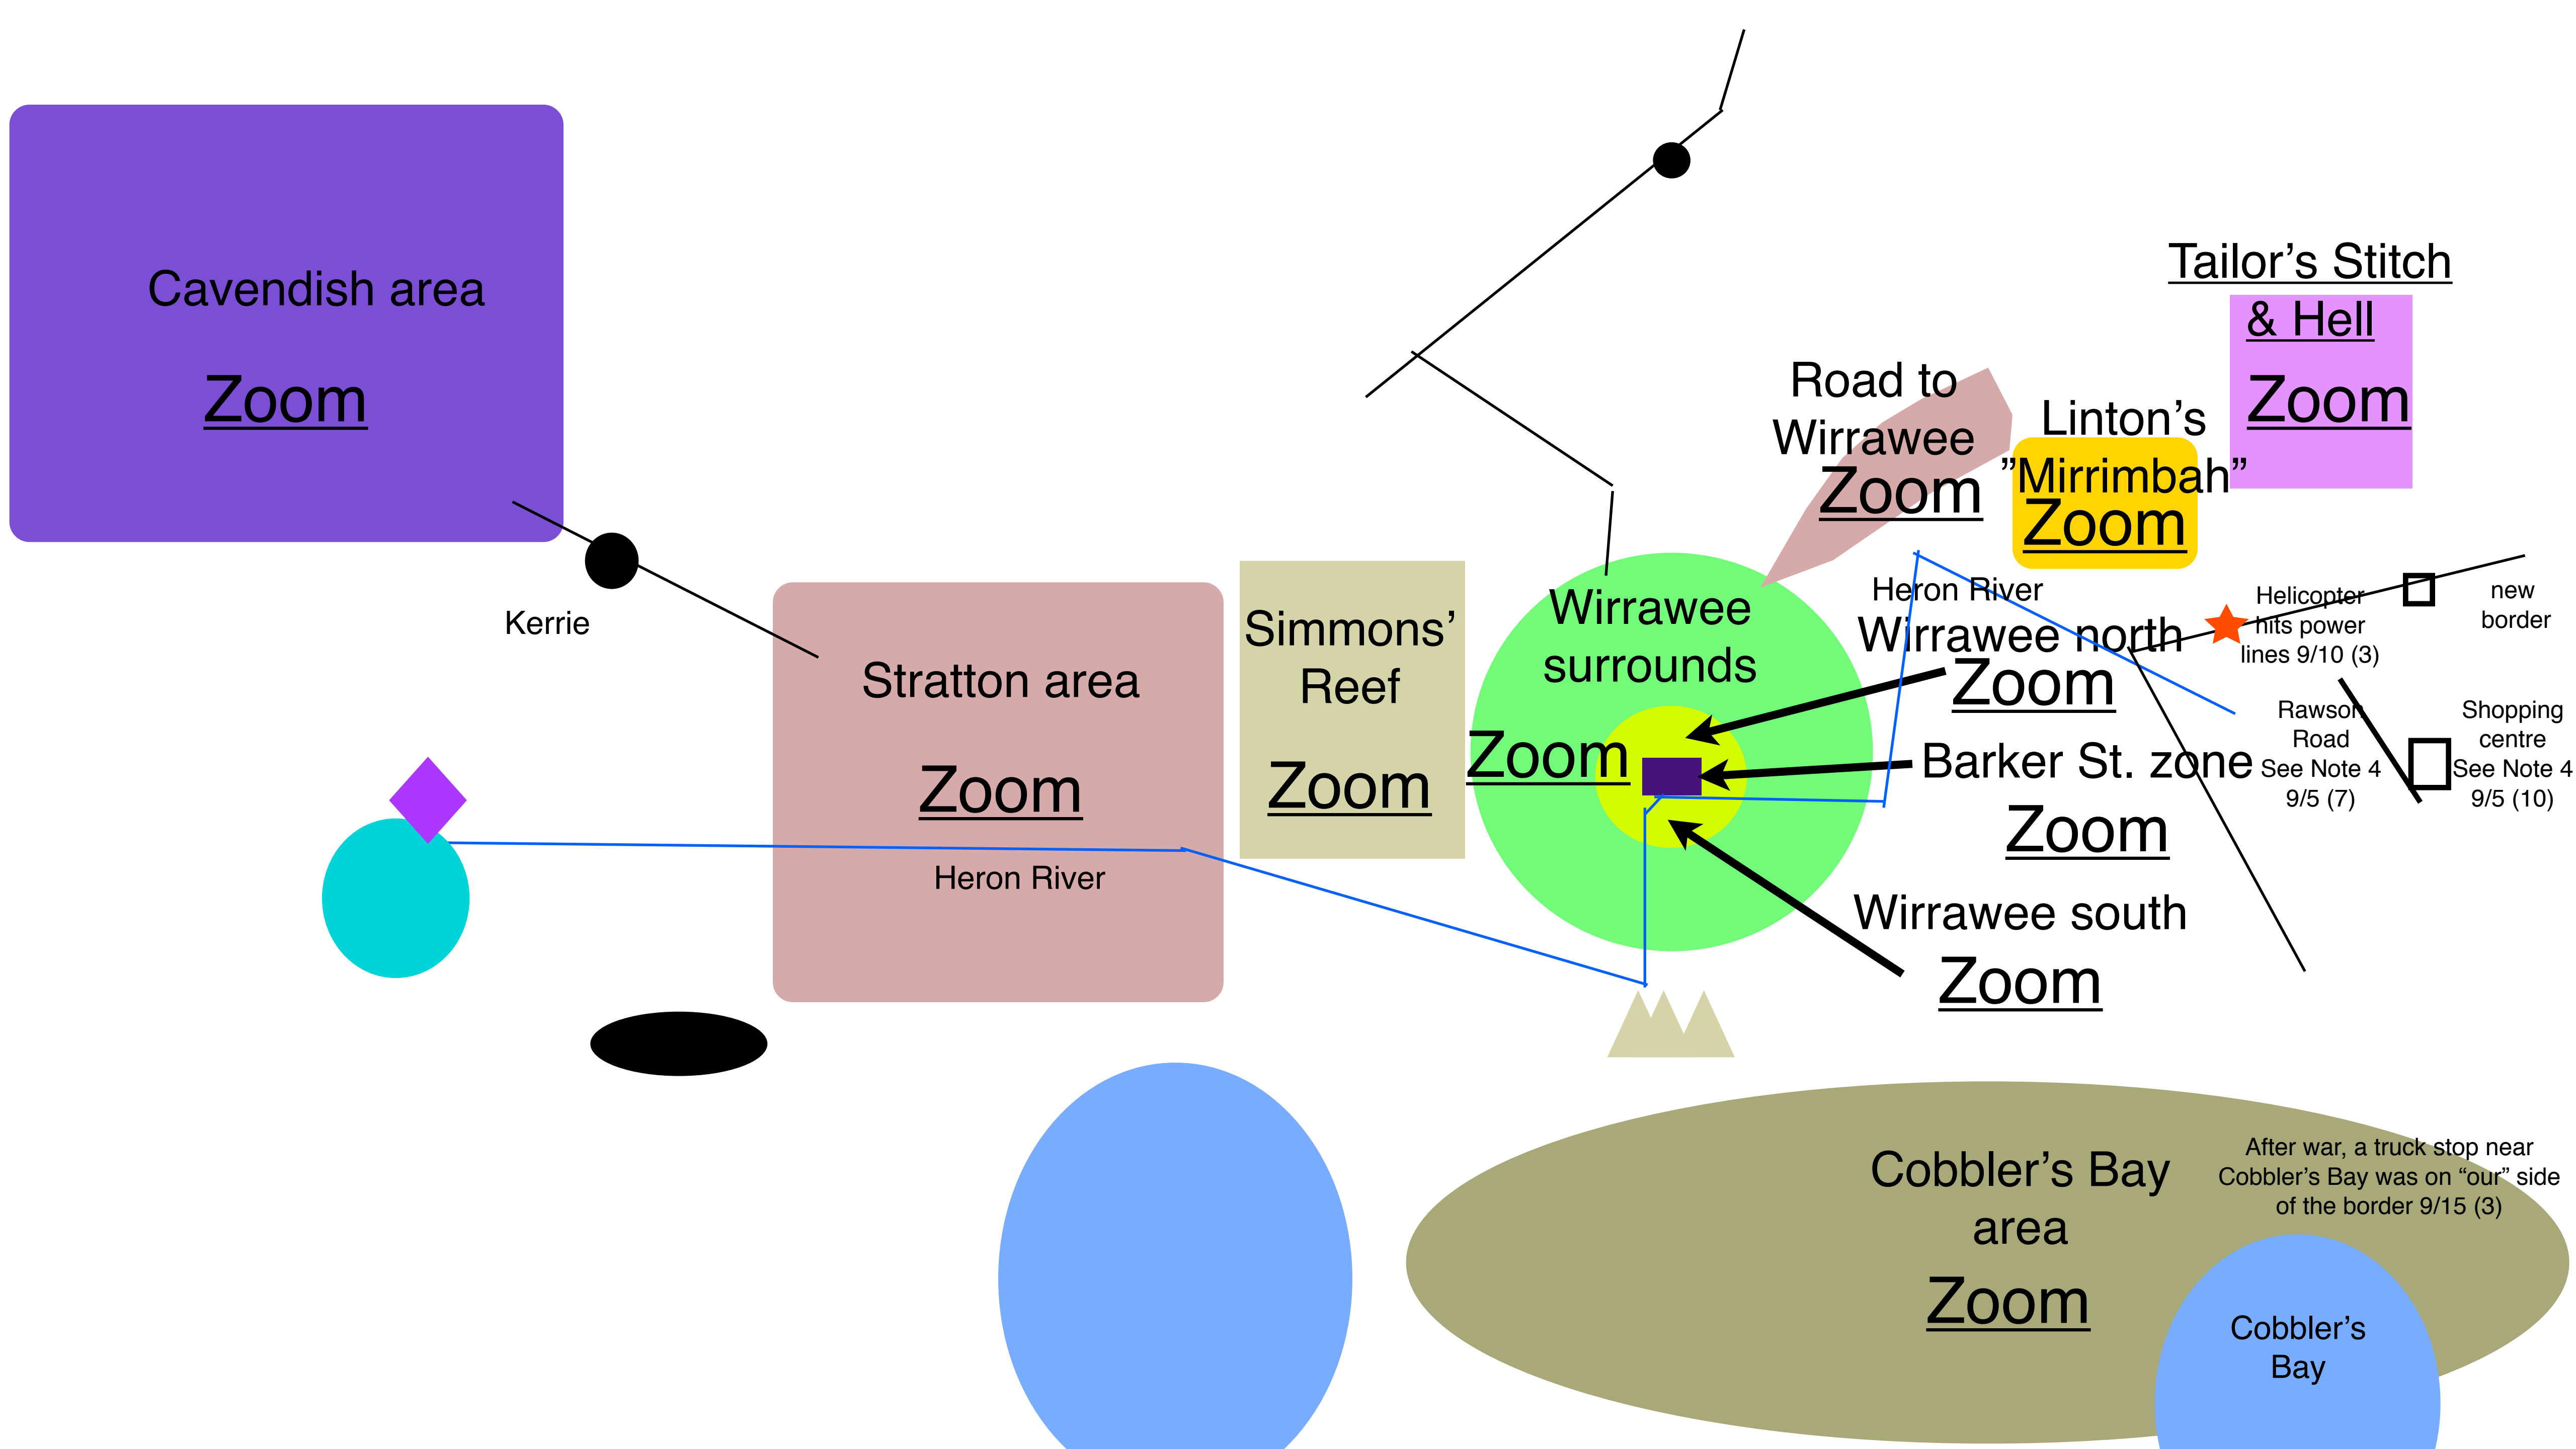 Cavendish area
Zoom
Kerrie
Stratton area
Zoom
Heron River
Simmons’
Reef
Zoom
Wirrawee
surrounds
Zoom
Road to
Wirrawee
Zoom
Linton’s
”Mirrimbah”
Zoom
Tailor’s Stitch
& Hell
Zoom
Heron River
Wirrawee north
Zoom
Barker St. zone
Zoom
Wirrawee south
Zoom
Helicopter
hits power
lines 9/10 (3)
new
border
Rawson
Road
See Note 4
9/5 (7)
Shopping
centre
See Note 4
9/5 (10)
Cobbler’s Bay
area
Zoom
After war, a truck stop near
Cobbler’s Bay was on “our” side
of the border 9/15 (3)
Cobbler’s
Bay